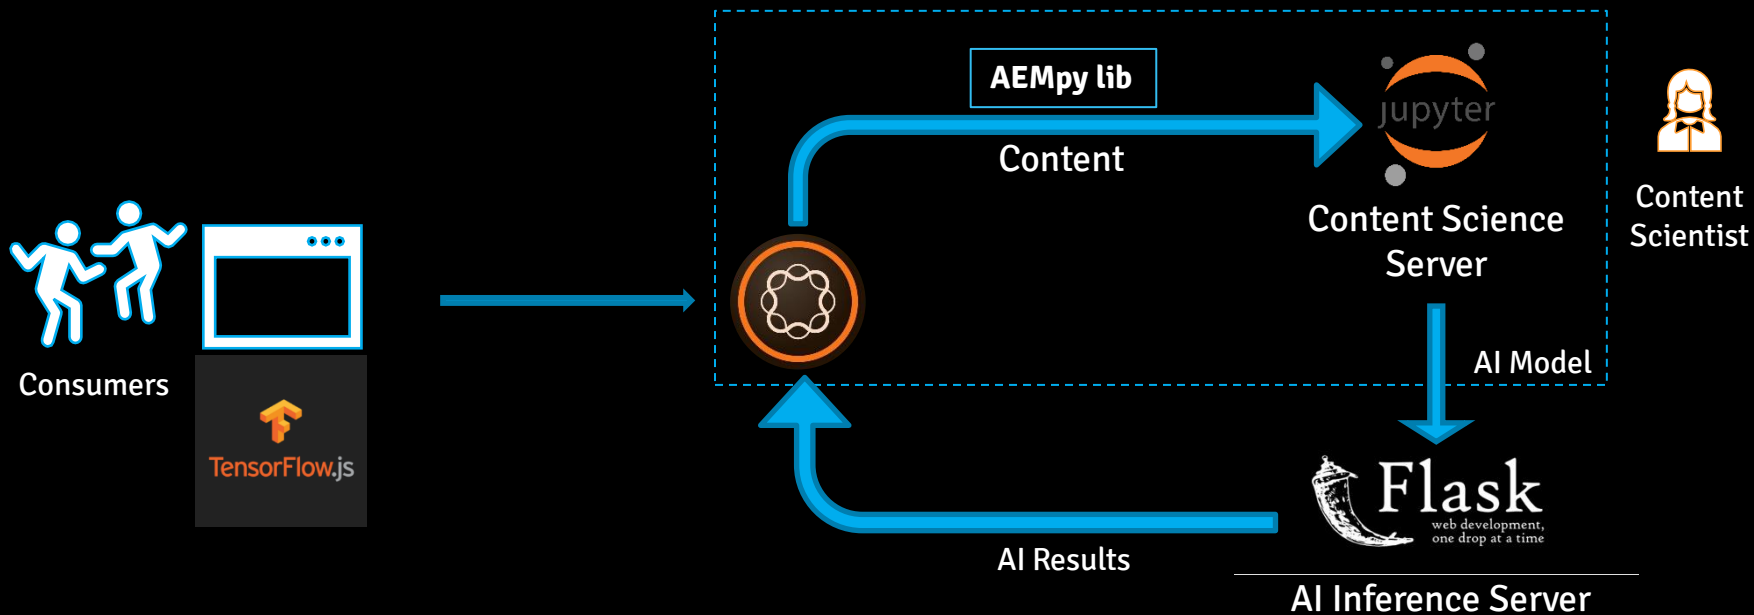 AEMpy lib
Content
jupyter
Content Science
Server
Content
Scientist
Consumers
TensorFlow.js
AI Model
Flask
web development,
one drop at a time
AI Results
AI Inference Server